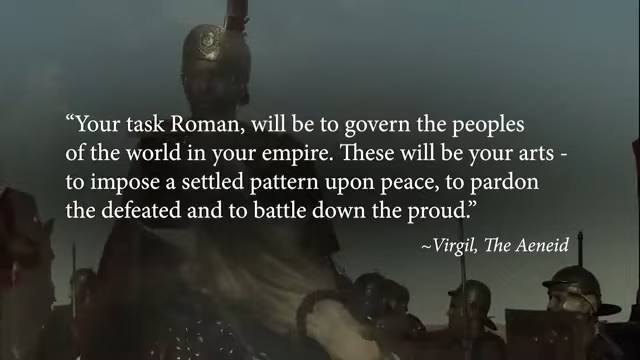 “Your task Roman, will be to govern the peoples
of the world in your empire. These will be your arts -
to impose a settled pattern upon peace, to pardon
the defeated and to battle down the proud.”
~Virgil, The Aeneid